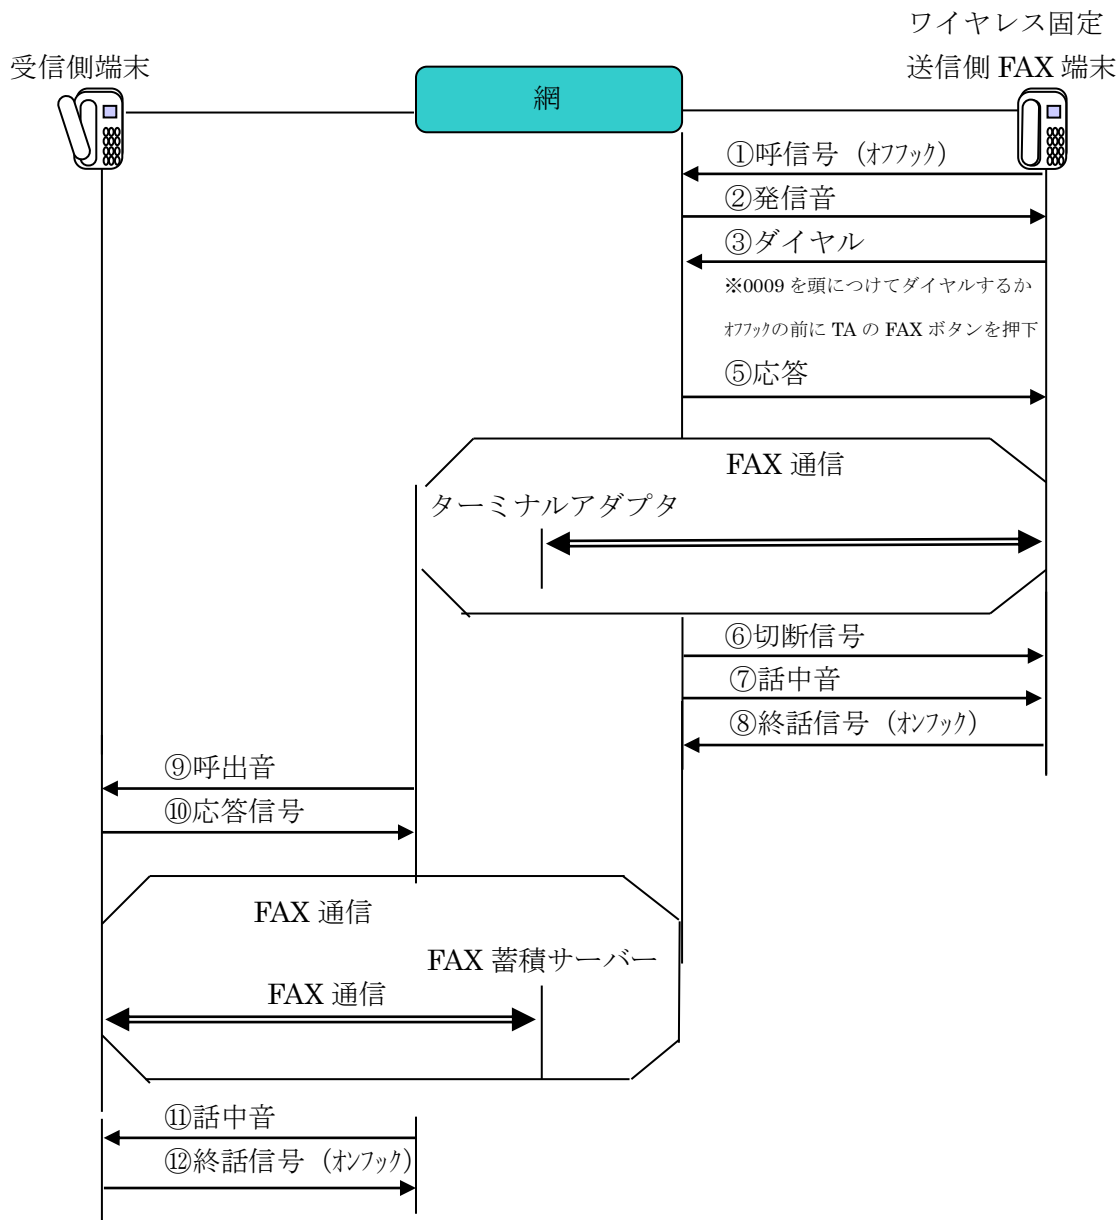 ワイヤレス固定
受信側端末
送信側 FAX 端末
網
①呼信号（ｵﾌﾌｯｸ）
②発信音
③ダイヤル
※0009 を頭につけてダイヤルするか
ｵﾌﾌｯｸの前に TA の FAX ボタンを押下
⑤応答
FAX 通信
ターミナルアダプタ
⑥切断信号
⑦話中音
⑧終話信号（ｵﾝﾌｯｸ）
⑨呼出音
⑩応答信号
FAX 通信
FAX 蓄積サーバー
FAX 通信
⑪話中音
⑫終話信号（ｵﾝﾌｯｸ）